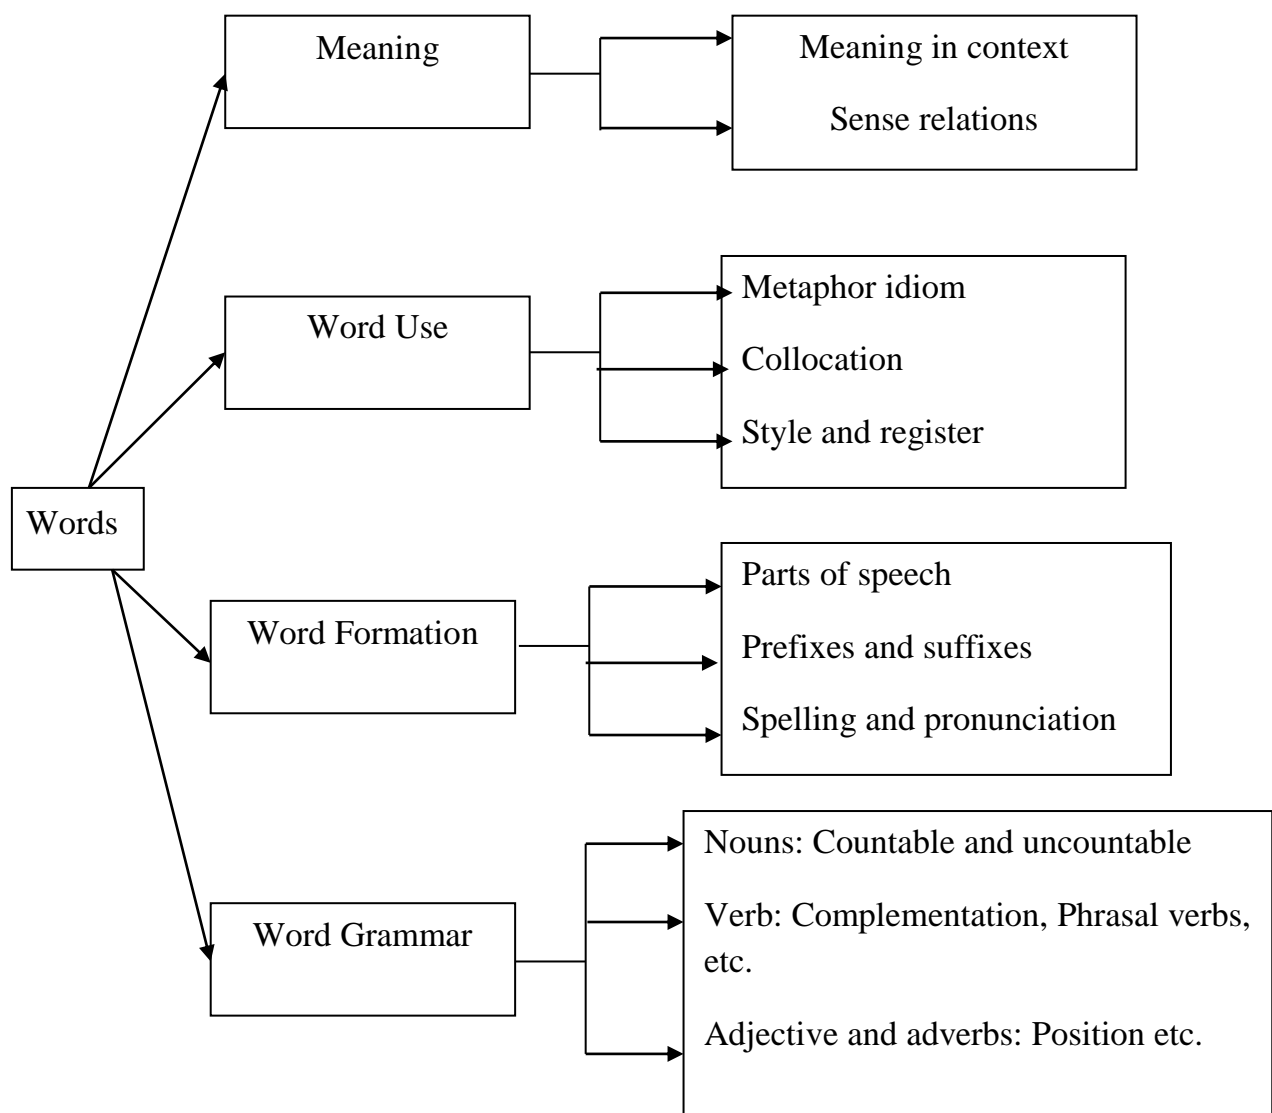 Meaning
Meaning in context
Sense relations
Word Use
Metaphor idiom
Collocation
Style and register
Words
Word Formation
Parts of speech
Prefixes and suffixes
Spelling and pronunciation
Word Grammar
Nouns: Countable and uncountable
Verb: Complementation, Phrasal verbs,
etc.
Adjective and adverbs: Position etc.